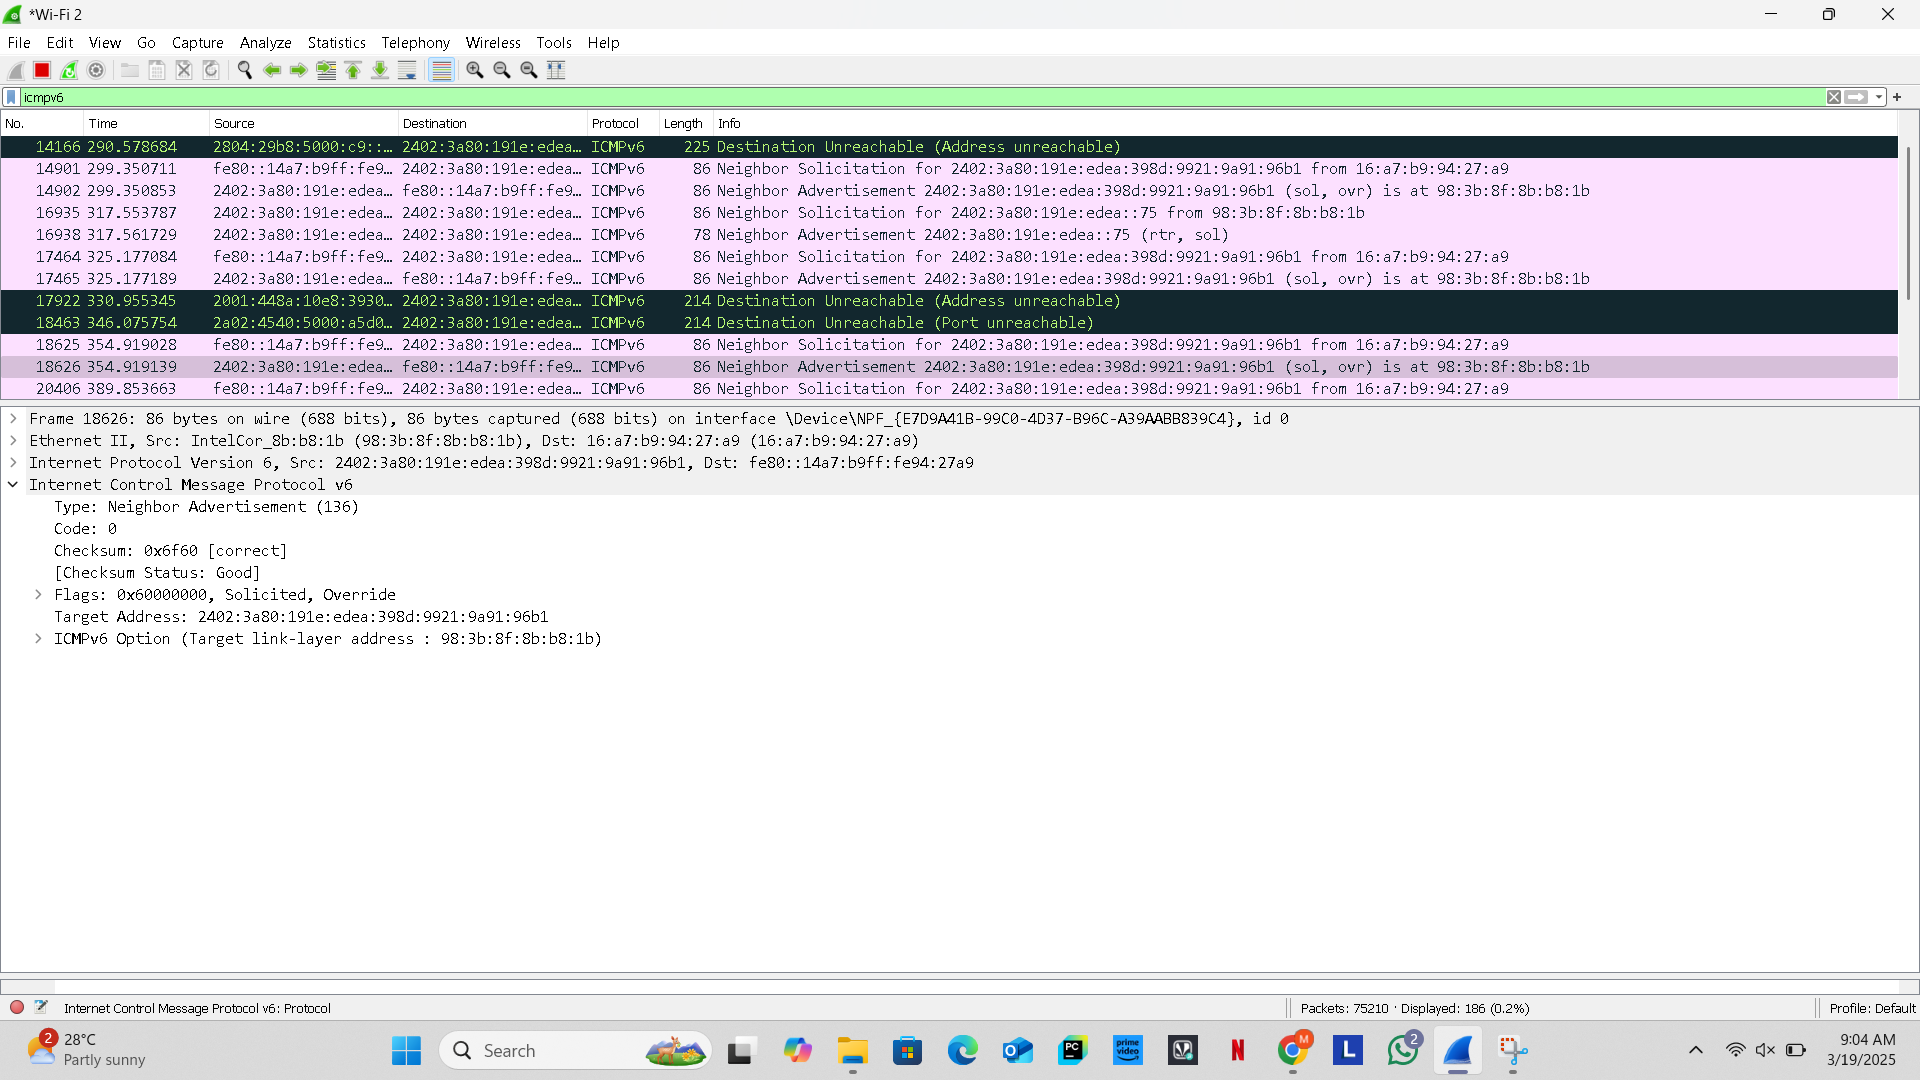 *Wi-Fi 2
File Edit View Go Capture Analyze Statistics Telephony Wireless Tools Help
icmpv6
No. Time Source Destination Protocol Length Info
14166 290.578684 2804:29b8:5000:c9::… 2402:3a80:191e:edea… ICMPv6 225 Destination Unreachable (Address unreachable)
14901 299.350711 fe80::14a7:b9ff:fe9… 2402:3a80:191e:edea… ICMPv6 86 Neighbor Solicitation for 2402:3a80:191e:edea:398d:9921:9a91:96b1 from 16:a7:b9:94:27:a9
14902 299.350853 2402:3a80:191e:edea… fe80::14a7:b9ff:fe9… ICMPv6 86 Neighbor Advertisement 2402:3a80:191e:edea:398d:9921:9a91:96b1 (sol, ovr) is at 98:3b:8f:8b:b8:1b
16935 317.553787 2402:3a80:191e:edea… 2402:3a80:191e:edea… ICMPv6 86 Neighbor Solicitation for 2402:3a80:191e:edea::75 from 98:3b:8f:8b:b8:1b
16938 317.561729 2402:3a80:191e:edea… 2402:3a80:191e:edea… ICMPv6 78 Neighbor Advertisement 2402:3a80:191e:edea::75 (rtr, sol)
17464 325.177084 fe80::14a7:b9ff:fe9… 2402:3a80:191e:edea… ICMPv6 86 Neighbor Solicitation for 2402:3a80:191e:edea:398d:9921:9a91:96b1 from 16:a7:b9:94:27:a9
17465 325.177189 2402:3a80:191e:edea… fe80::14a7:b9ff:fe9… ICMPv6 86 Neighbor Advertisement 2402:3a80:191e:edea:398d:9921:9a91:96b1 (sol, ovr) is at 98:3b:8f:8b:b8:1b
17922 330.955345 2001:448a:10e8:3930… 2402:3a80:191e:edea… ICMPv6 214 Destination Unreachable (Address unreachable)
18463 346.075754 2a02:4540:5000:a5d0… 2402:3a80:191e:edea… ICMPv6 214 Destination Unreachable (Port unreachable)
18625 354.919028 fe80::14a7:b9ff:fe9… 2402:3a80:191e:edea… ICMPv6 86 Neighbor Solicitation for 2402:3a80:191e:edea:398d:9921:9a91:96b1 from 16:a7:b9:94:27:a9
18626 354.919139 2402:3a80:191e:edea… fe80::14a7:b9ff:fe9… ICMPv6 86 Neighbor Advertisement 2402:3a80:191e:edea:398d:9921:9a91:96b1 (sol, ovr) is at 98:3b:8f:8b:b8:1b
20406 389.853663 fe80::14a7:b9ff:fe9… 2402:3a80:191e:edea… ICMPv6 86 Neighbor Solicitation for 2402:3a80:191e:edea:398d:9921:9a91:96b1 from 16:a7:b9:94:27:a9
Frame 18626: 86 bytes on wire (688 bits), 86 bytes captured (688 bits) on interface \Device\NPF_{E7D9A41B-99C0-4D37-B96C-A39AABB839C4}, id 0
Ethernet II, Src: IntelCor_8b:b8:1b (98:3b:8f:8b:b8:1b), Dst: 16:a7:b9:94:27:a9 (16:a7:b9:94:27:a9)
Internet Protocol Version 6, Src: 2402:3a80:191e:edea:398d:9921:9a91:96b1, Dst: fe80::14a7:b9ff:fe94:27a9
Internet Control Message Protocol v6
Type: Neighbor Advertisement (136)
Code: 0
Checksum: 0x6f60 [correct]
[Checksum Status: Good]
Flags: 0x60000000, Solicited, Override
Target Address: 2402:3a80:191e:edea:398d:9921:9a91:96b1
ICMPv6 Option (Target link-layer address : 98:3b:8f:8b:b8:1b)
Internet Control Message Protocol v6: Protocol
Packets: 75210 · Displayed: 186 (0.2%)
Profile: Default
2
28°C
Partly sunny
Search
PC
prime video
N
M
L
2
9:04 AM
3/19/2025